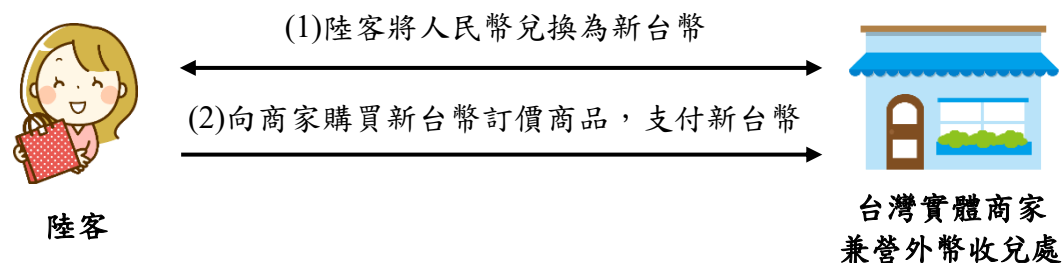 (1)陸客將人民幣兌換為新台幣
(2)向商家購買新台幣訂價商品，支付新台幣
陸客
台灣實體商家
兼營外幣收兌處